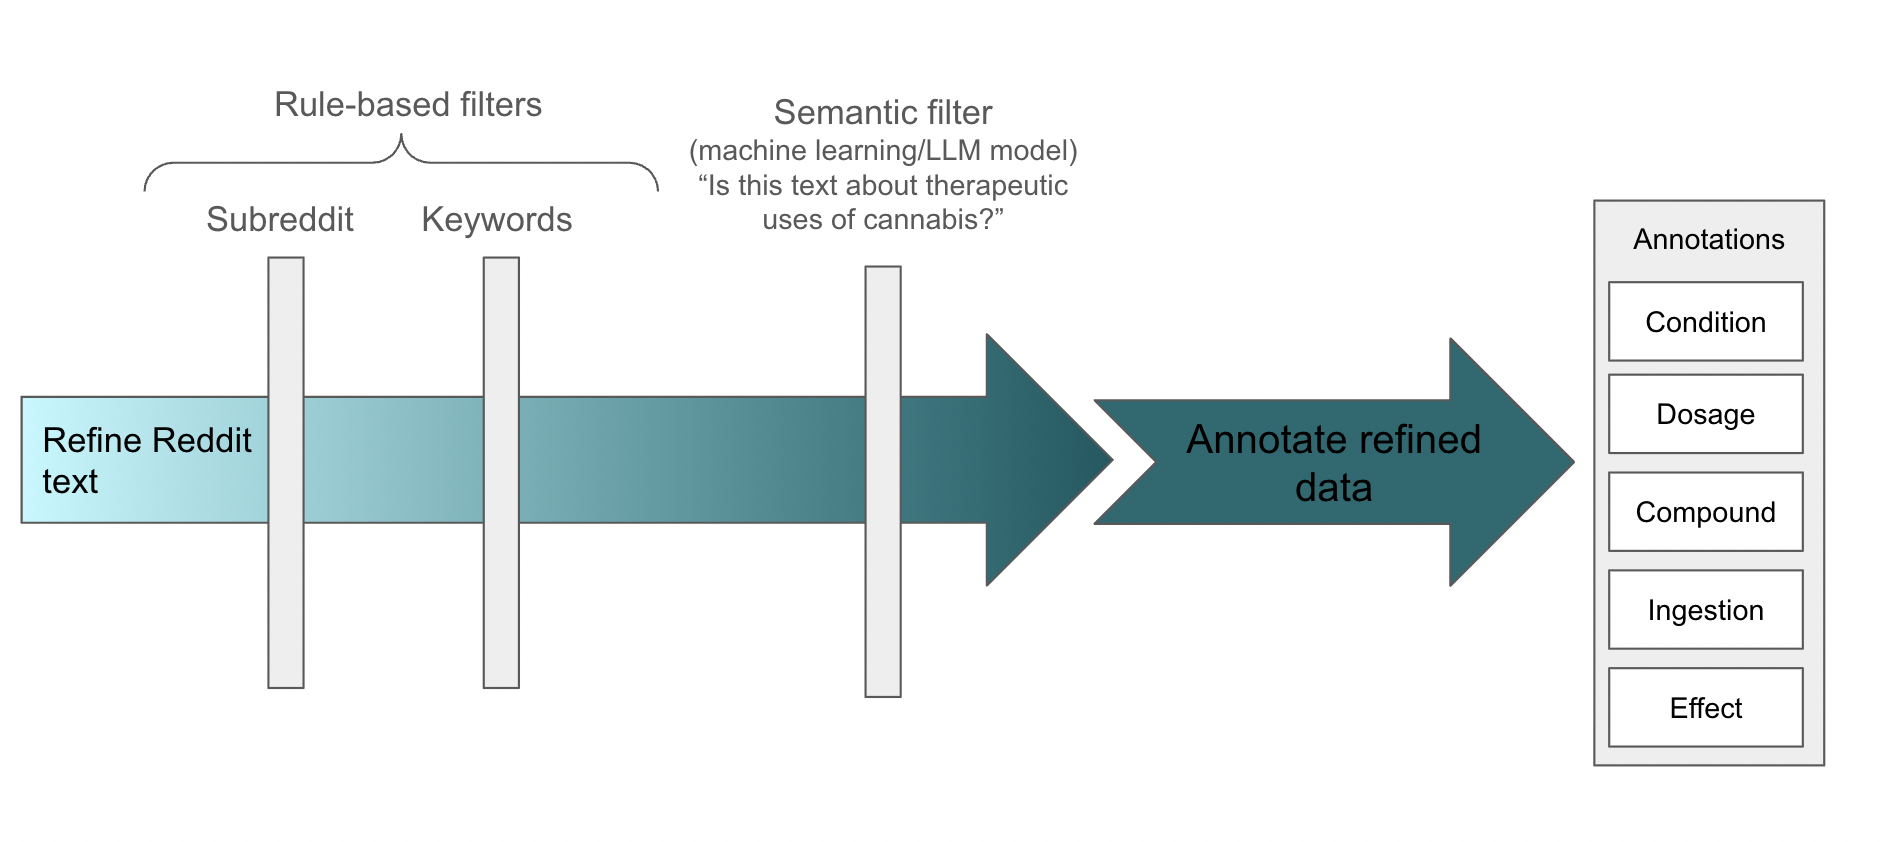 Rule-based filters
Subreddit
Keywords
Semantic filter
(machine learning/LLM model)
“Is this text about therapeutic
uses of cannabis?”
Refine Reddit
text
Annotate refined
data
Annotations
Condition
Dosage
Compound
Ingestion
Effect